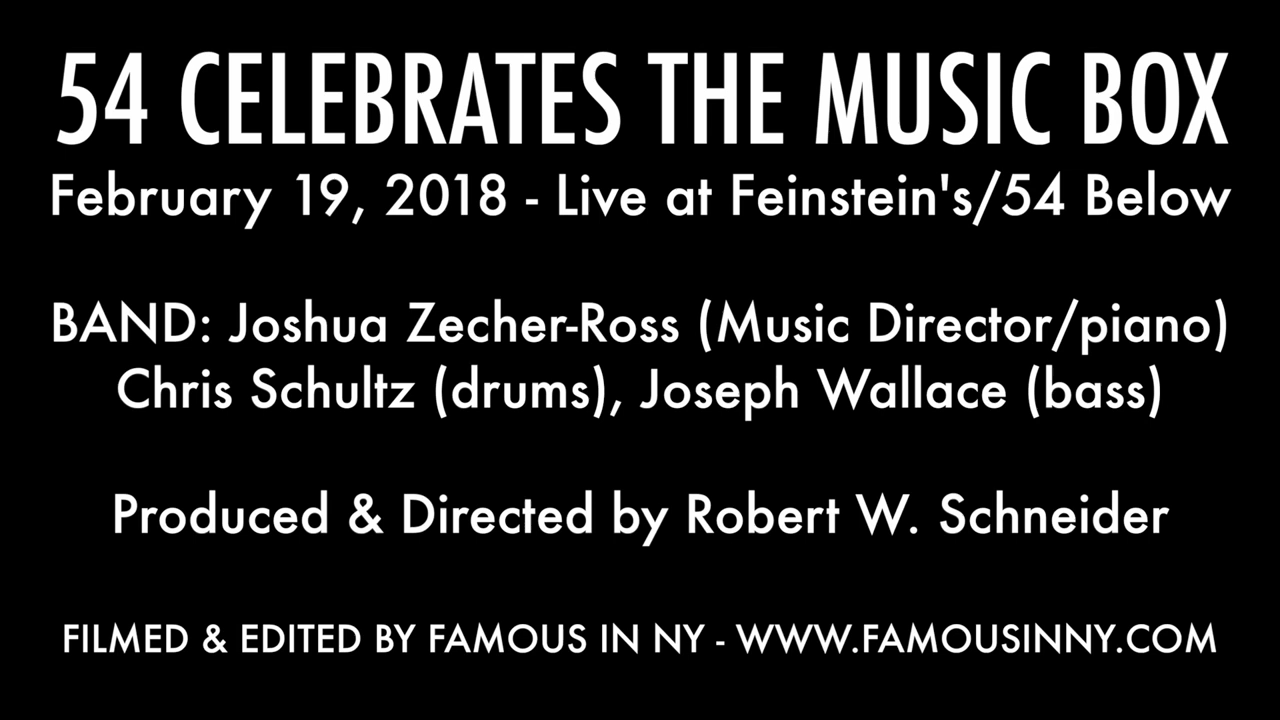 54 CELEBRATES THE MUSIC BOX
February 19, 2018 - Live at Feinstein's/54 Below
BAND: Joshua Zecher-Ross (Music Director/piano)
Chris Schultz (drums), Joseph Wallace (bass)
Produced & Directed by Robert W. Schneider
FILMED & EDITED BY FAMOUS IN NY - WWW.FAMOUSINNY.COM